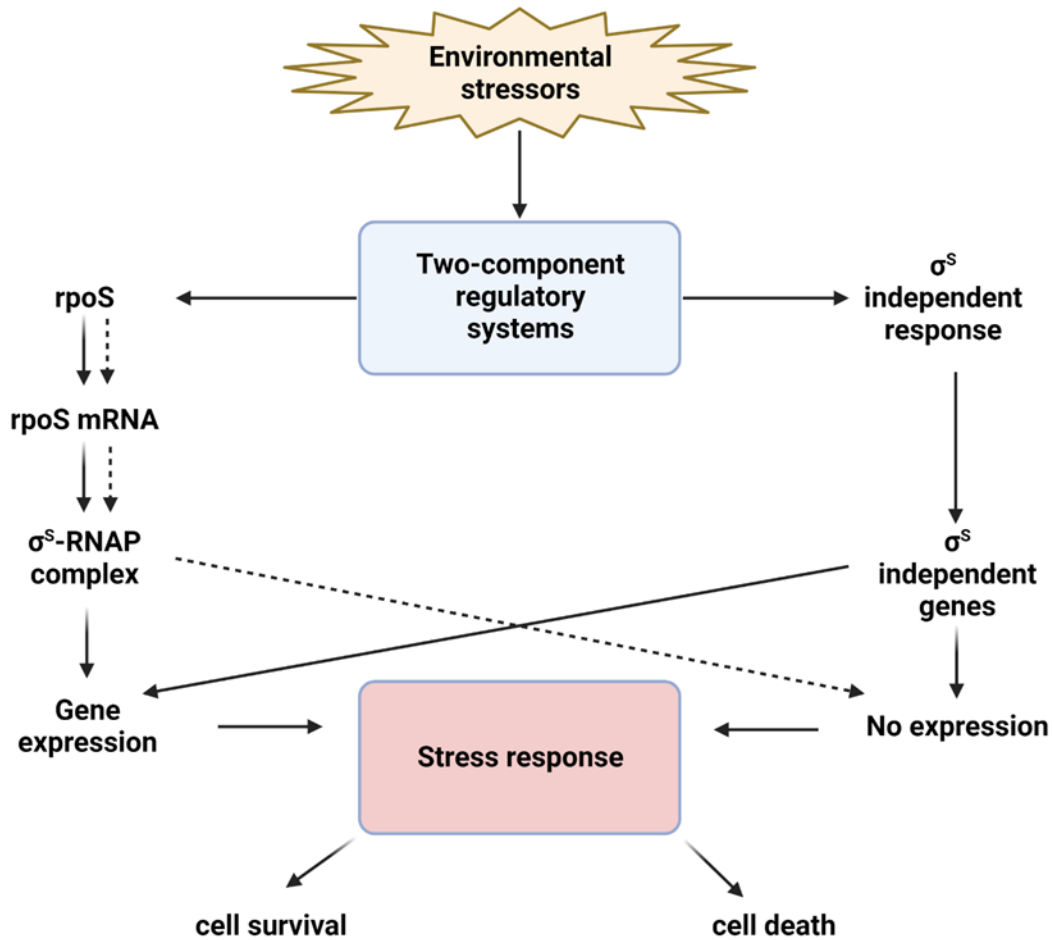 Environmental
stressors
Two-component
regulatory
systems
rpoS
σS
independent
response
rpoS mRNA
σS-RNAP
complex
σS
independent
genes
Gene
expression
No expression
Stress response
cell survival
cell death